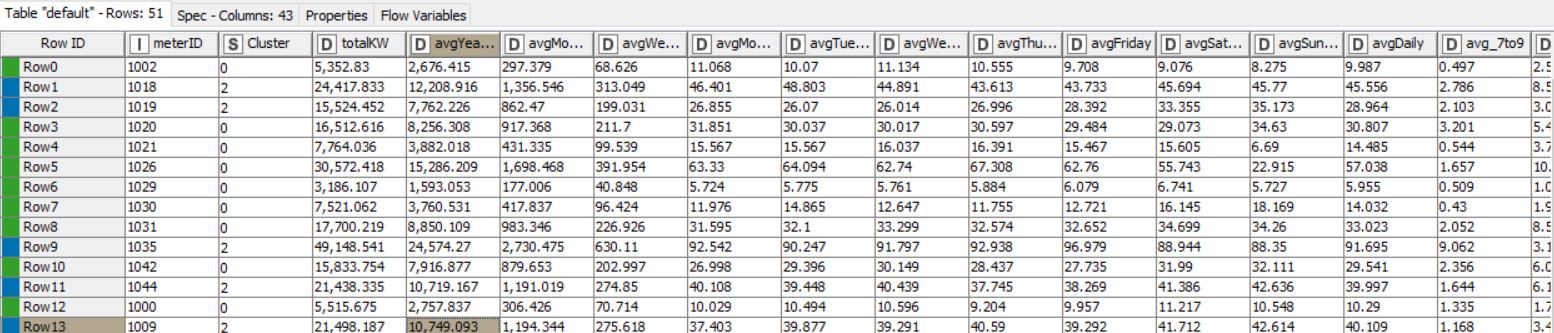 Table "default" - Rows: 51 Spec - Columns: 43 Properties Flow Variables
Row ID I meterID S Cluster D totalKW D avgYea... D avgMo... D avgWe... D avgMo... D avgTue... D avgWe... D avgThu... D avgFriday D avgSat... D avgSun... D avgDaily D avg_7to9 D
Row0 1002 0 5,352.83 2,676.415 297.379 68.626 11.068 10.07 11.134 10.555 9.708 9.076 8.275 9.987 0.497 2.5
Row1 1018 2 24,417.833 12,208.916 1,356.546 313.049 46.401 48.803 44.891 43.613 43.733 45.694 45.77 45.556 2.786 8.5
Row2 1019 2 15,524.452 7,762.226 862.47 199.031 26.855 26.07 26.014 26.996 28.392 33.355 35.173 28.964 2.103 3.0
Row3 1020 0 16,512.616 8,256.308 917.368 211.7 31.851 30.037 30.017 30.597 29.484 29.073 34.63 30.807 3.201 5.4
Row4 1021 0 7,764.036 3,882.018 431.335 99.539 15.567 15.567 16.037 16.391 15.467 15.605 6.69 14.485 0.544 3.7
Row5 1026 0 30,572.418 15,286.209 1,698.468 391.954 63.33 64.094 62.74 67.308 62.76 55.743 22.915 57.038 1.657 10.
Row6 1029 0 3,186.107 1,593.053 177.006 40.848 5.724 5.775 5.761 5.884 6.079 6.741 5.727 5.955 0.509 1.0
Row7 1030 0 7,521.062 3,760.531 417.837 96.424 11.976 14.865 12.647 11.755 12.721 16.145 18.169 14.032 0.43 1.9
Row8 1031 0 17,700.219 8,850.109 983.346 226.926 31.595 32.1 33.299 32.574 32.652 34.699 34.26 33.023 2.052 8.5
Row9 1035 2 49,148.541 24,574.27 2,730.475 630.11 92.542 90.247 91.797 92.938 96.979 88.944 88.35 91.695 9.062 3.1
Row10 1042 0 15,833.754 7,916.877 879.653 202.997 26.998 29.396 30.149 28.437 27.735 31.99 32.111 29.541 2.356 6.0
Row11 1044 2 21,438.335 10,719.167 1,191.019 274.85 40.108 39.448 40.439 37.745 38.269 41.386 42.636 39.997 1.644 6.1
Row12 1000 0 5,515.675 2,757.837 306.426 70.714 10.029 10.494 10.596 9.204 9.957 11.217 10.548 10.29 1.335 1.7
Row13 1009 2 21,498.187 10,749.093 1,194.344 275.618 37.403 39.877 39.291 40.59 39.292 41.712 42.614 40.109 1.168 3.4